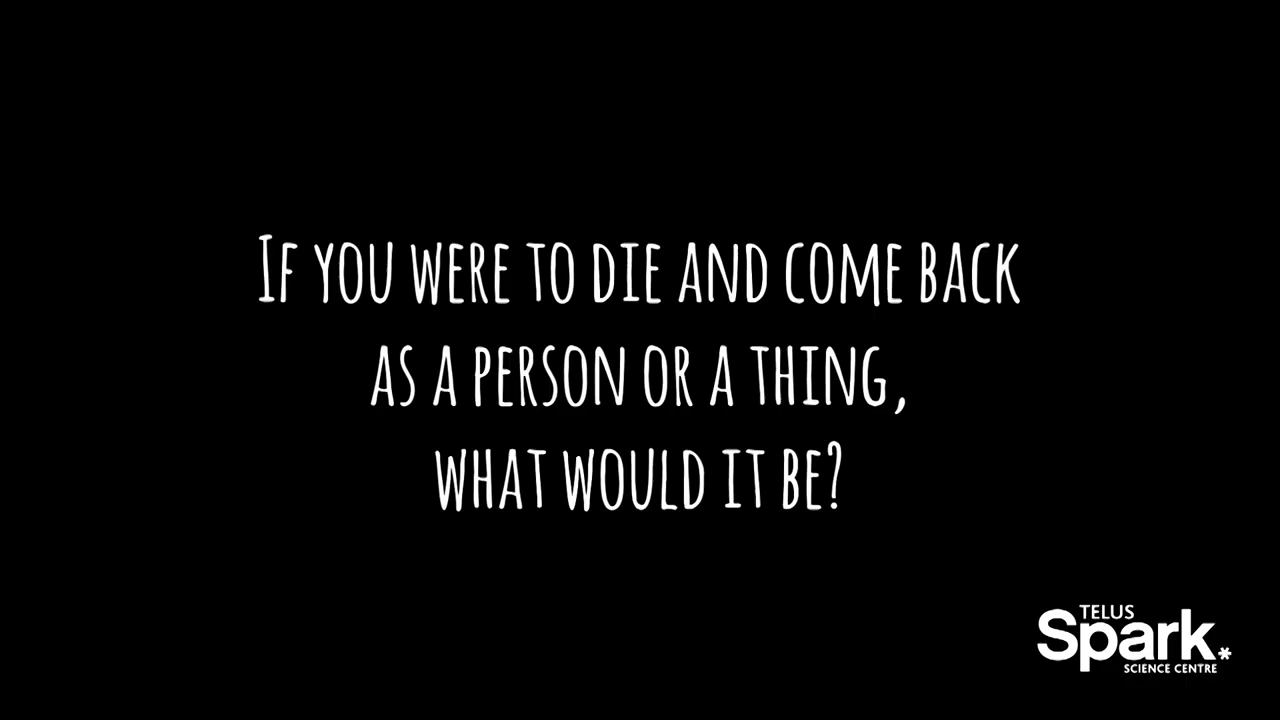 If you were to die and come back
as a person or a thing,
what would it be?
TELUS
Spark.*
SCIENCE CENTRE